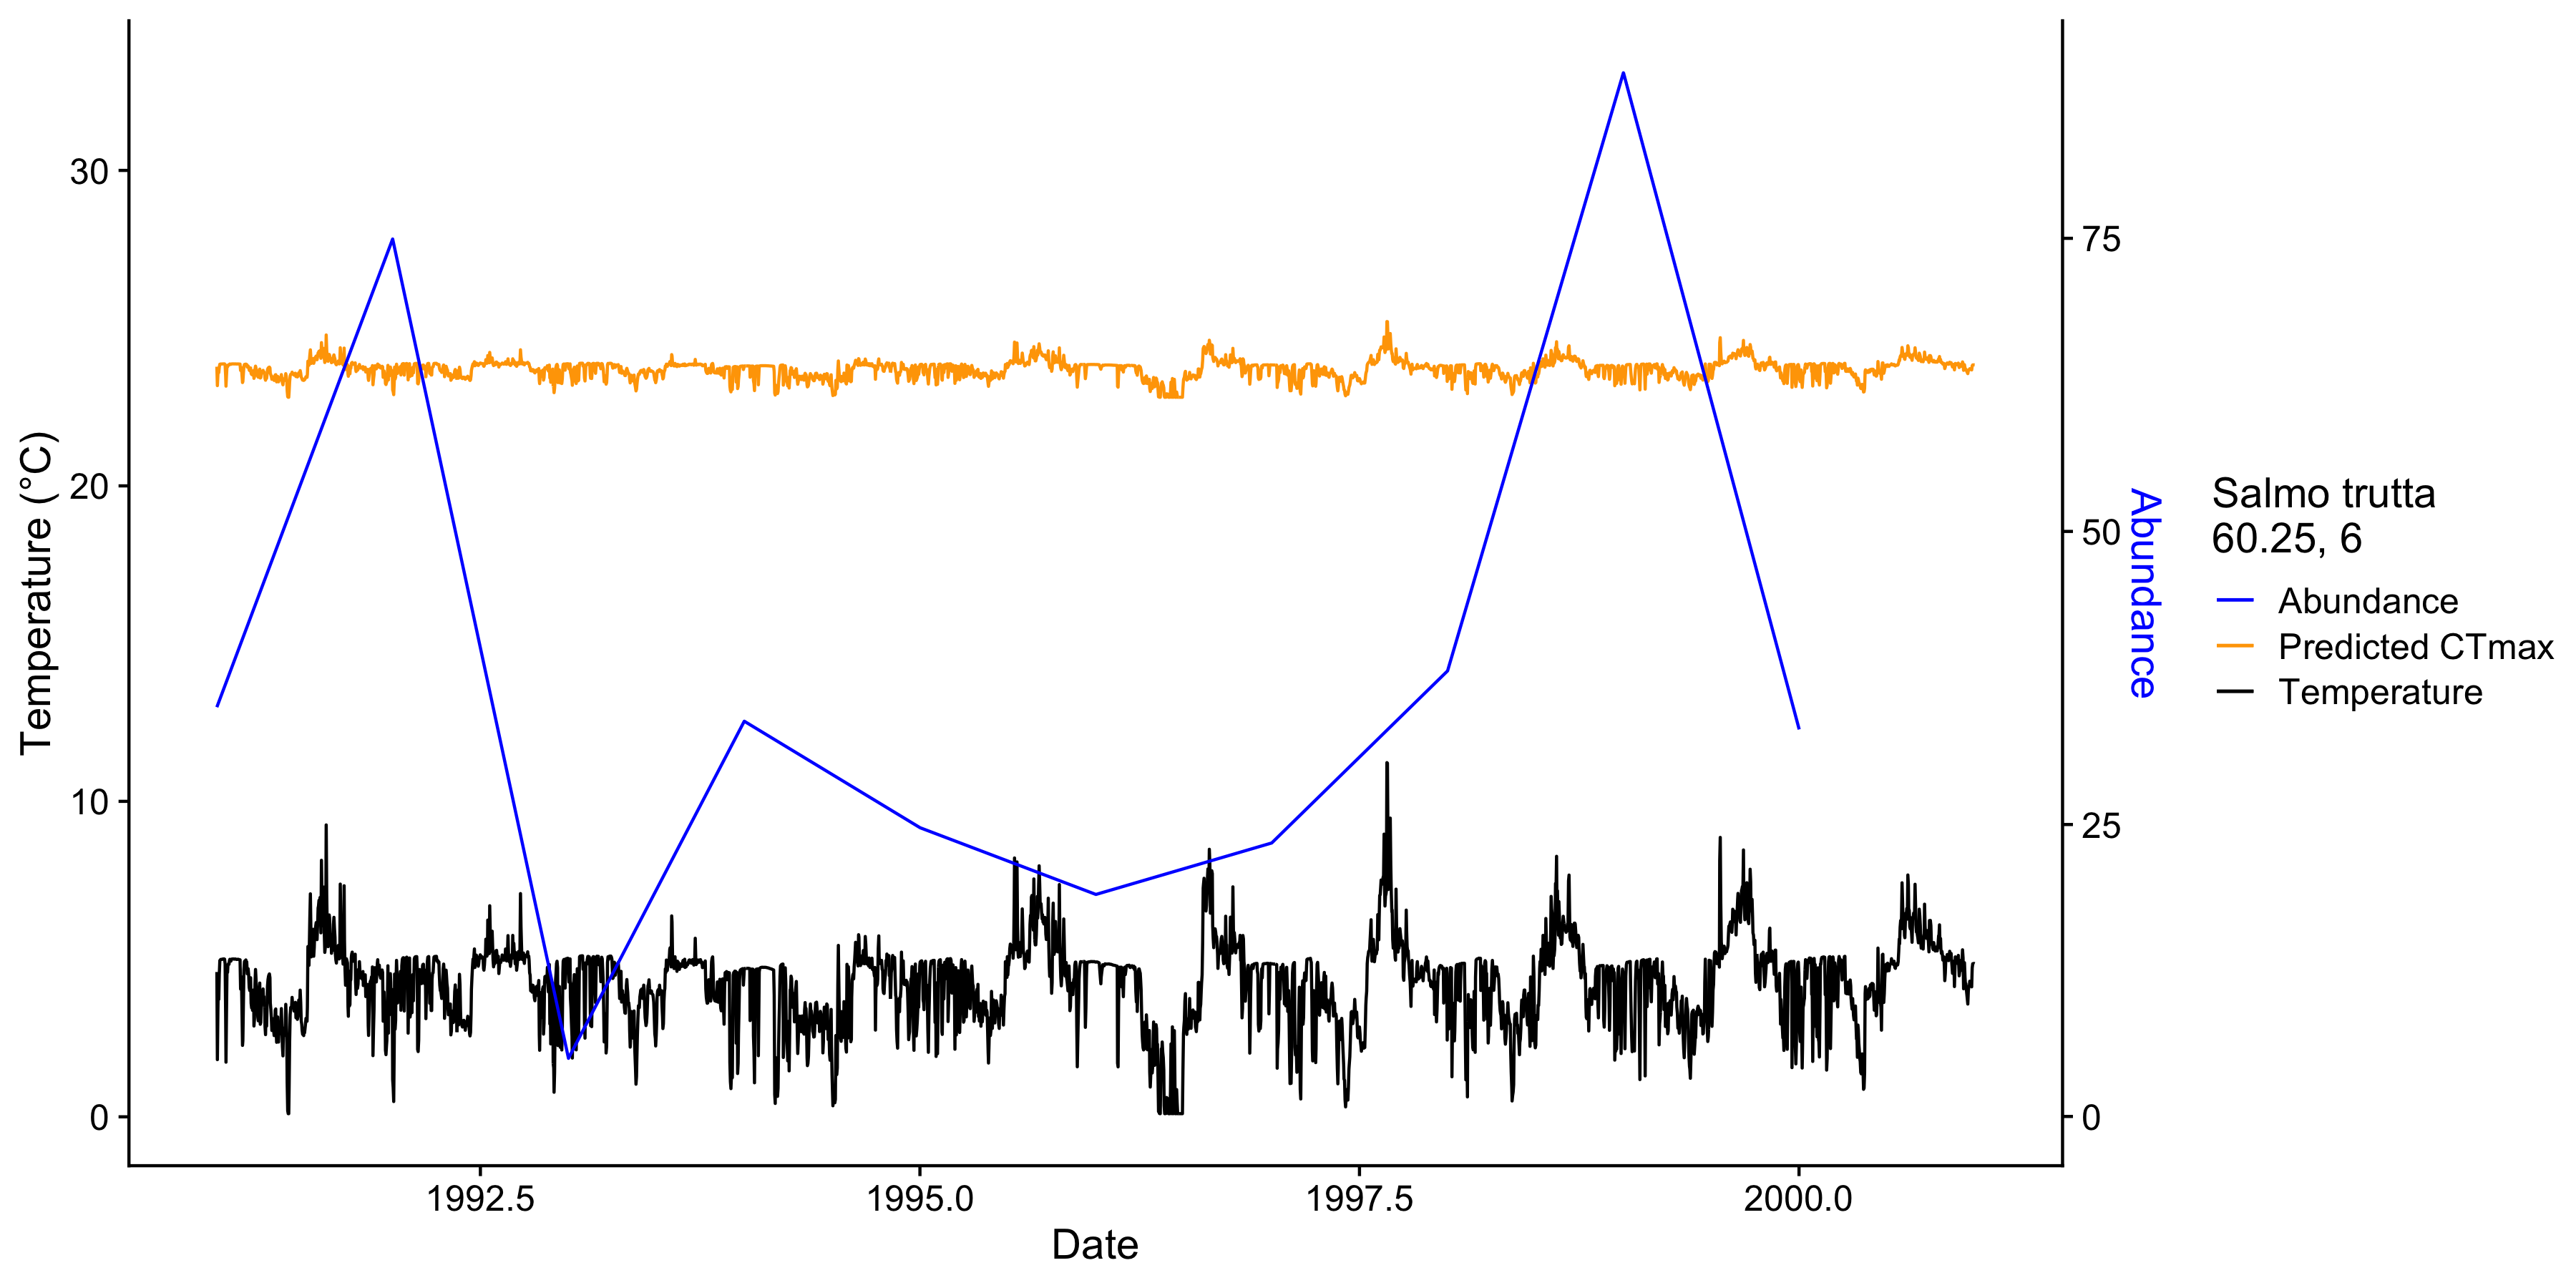 Temperature (°C)
30
20
10
0
1992.5
1995.0
1997.5
2000.0
Date
75
50
25
0
Abundance
Salmo trutta
60.25, 6
Abundance
Predicted CTmax
Temperature